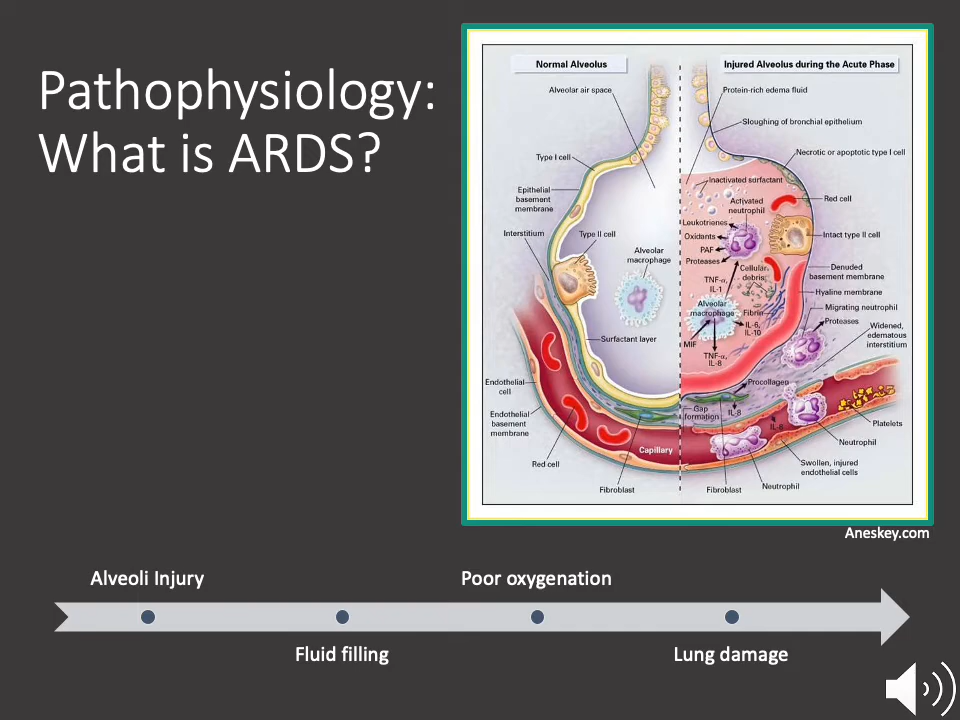 Pathophysiology:
What is ARDS?
Normal Alveolus
Injured Alveolus during the Acute Phase
Alveolar air space
Protein-rich edema fluid
Sloughing of bronchial epithelium
Type I cell
Necrotic or apoptotic type I cell
Epithelial
basement
membrane
Inactivated surfactant
Red cell
Activated
neutrophil
Interstitium
Type II cell
Leukotrienes
Oxidants
PAF
Proteases
Intact type II cell
Alveolar
macrophage
Cellular
debris
Denuded
basement membrane
TNF-α,
IL-1
Hyaline membrane
Alveolar
macrophage
Fibrin
Migrating neutrophil
Proteases
IL-6,
IL-10
Widened,
edematous
interstitium
Surfactant layer
MIF
TNF-α,
IL-8
Endothelial
cell
Procollagen
Gap
formation
IL-8
Endothelial
basement
membrane
IL-8
Platelets
Neutrophil
Capillary
Red cell
Swollen, injured
endothelial cells
Fibroblast
Fibroblast
Neutrophil
Aneskey.com
Alveoli Injury
Poor oxygenation
Fluid filling
Lung damage